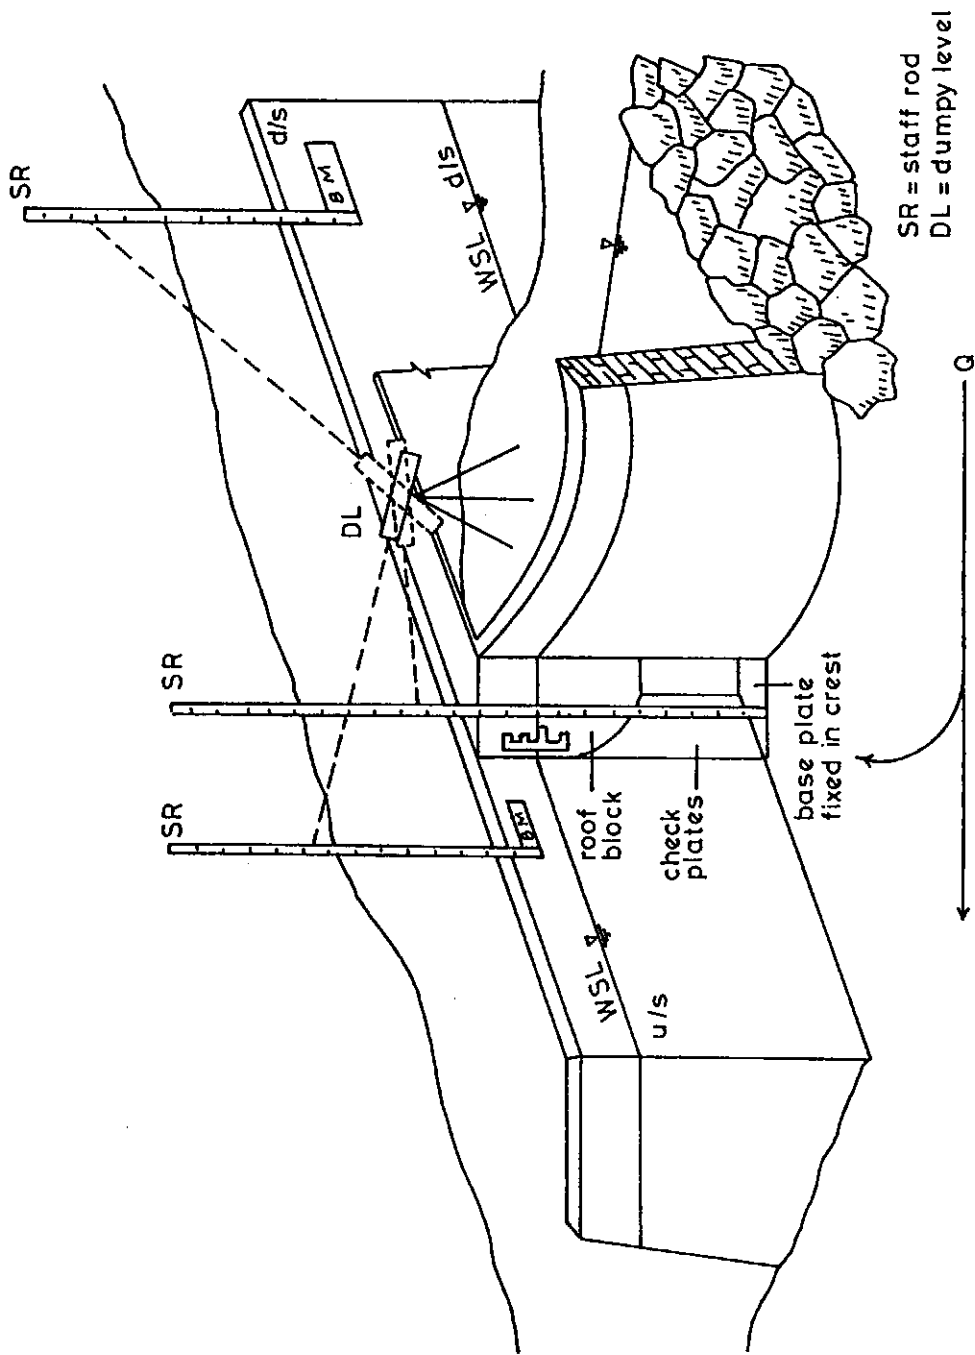 SR
SR
SR
DL
d/s
BM
WSL d/s
BM
roof
block
check
plates
base plate
fixed in crest
WSL
u/s
Q
SR = staff rod
DL = dumpy level